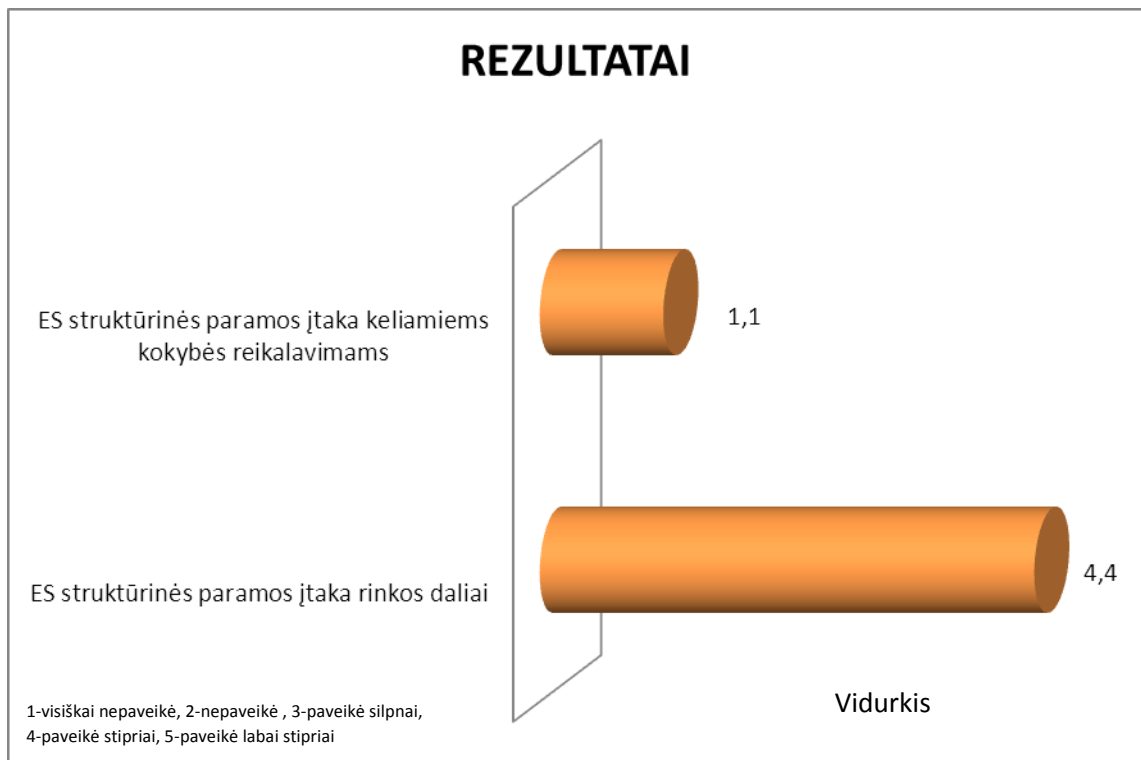 REZULTATAI
ES struktūrinės paramos įtaka keliamiems
kokybės reikalavimams
1,1
ES struktūrinės paramos įtaka rinkos daliai
4,4
Vidurkis
1-visiškai nepaveikė, 2-nepaveikė , 3-paveikė silpnai,
4-paveikė stipriai, 5-paveikė labai stipriai